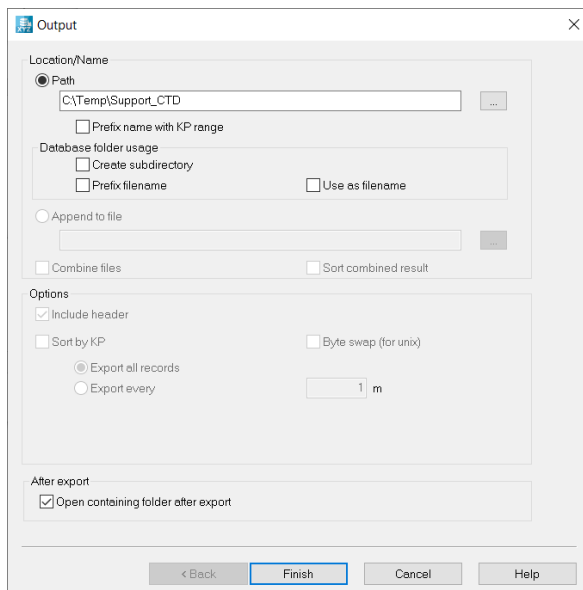 XYZ
Output
Location/Name
Path
C:\Temp\Support_CTD
...
Prefix name with KP range
Database folder usage
Create subdirectory
Prefix filename Use as filename
Append to file
...
Combine files Sort combined result
Options
Include header
Sort by KP Byte swap (for unix)
Export all records
Export every 1 m
After export
Open containing folder after export
< Back Finish Cancel Help